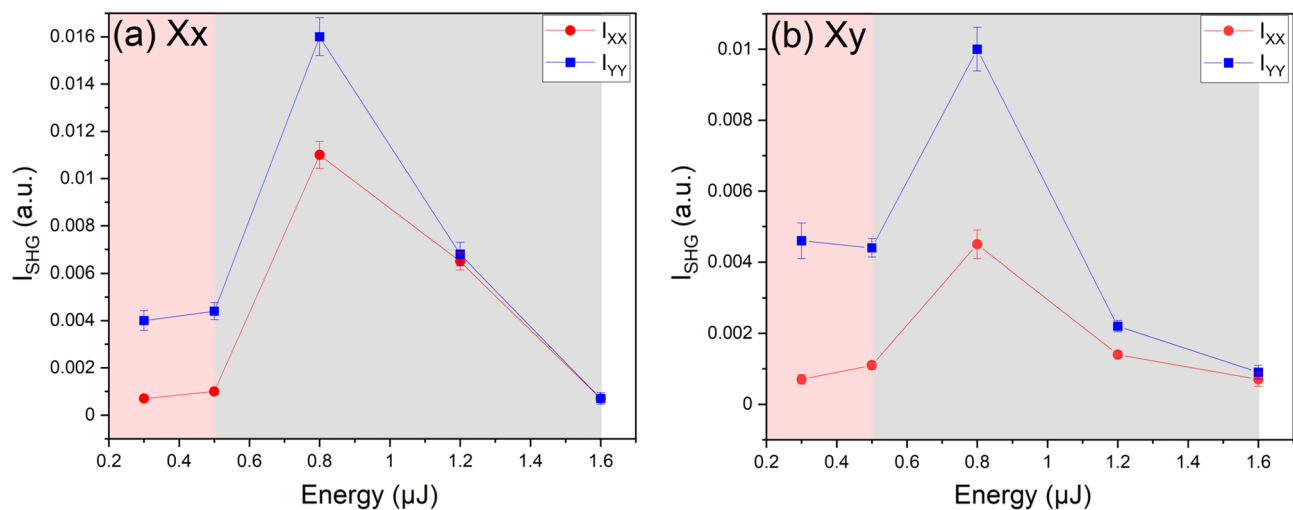 (a) Xx
I_XX
I_YY
0.016
0.014
0.012
0.01
0.008
0.006
0.004
0.002
0
I_SHG (a.u.)
0.2 0.4 0.6 0.8 1 1.2 1.4 1.6
Energy (µJ)
(b) Xy
I_XX
I_YY
0.01
0.008
0.006
0.004
0.002
0
I_SHG (a.u.)
0.2 0.4 0.6 0.8 1 1.2 1.4 1.6
Energy (µJ)